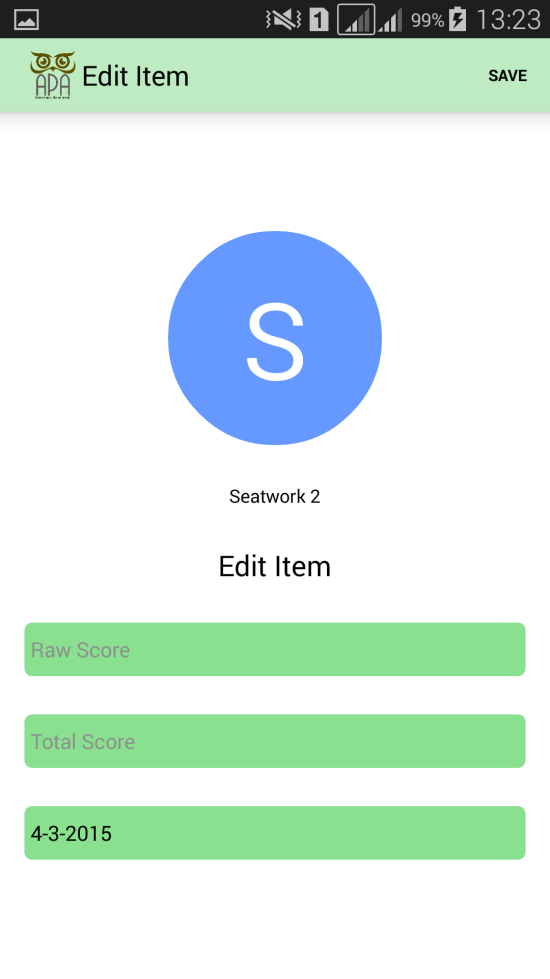 1
99%
13:23
APA
Edit Item
SAVE
S
Seatwork 2
Edit Item
Raw Score
Total Score
4-3-2015